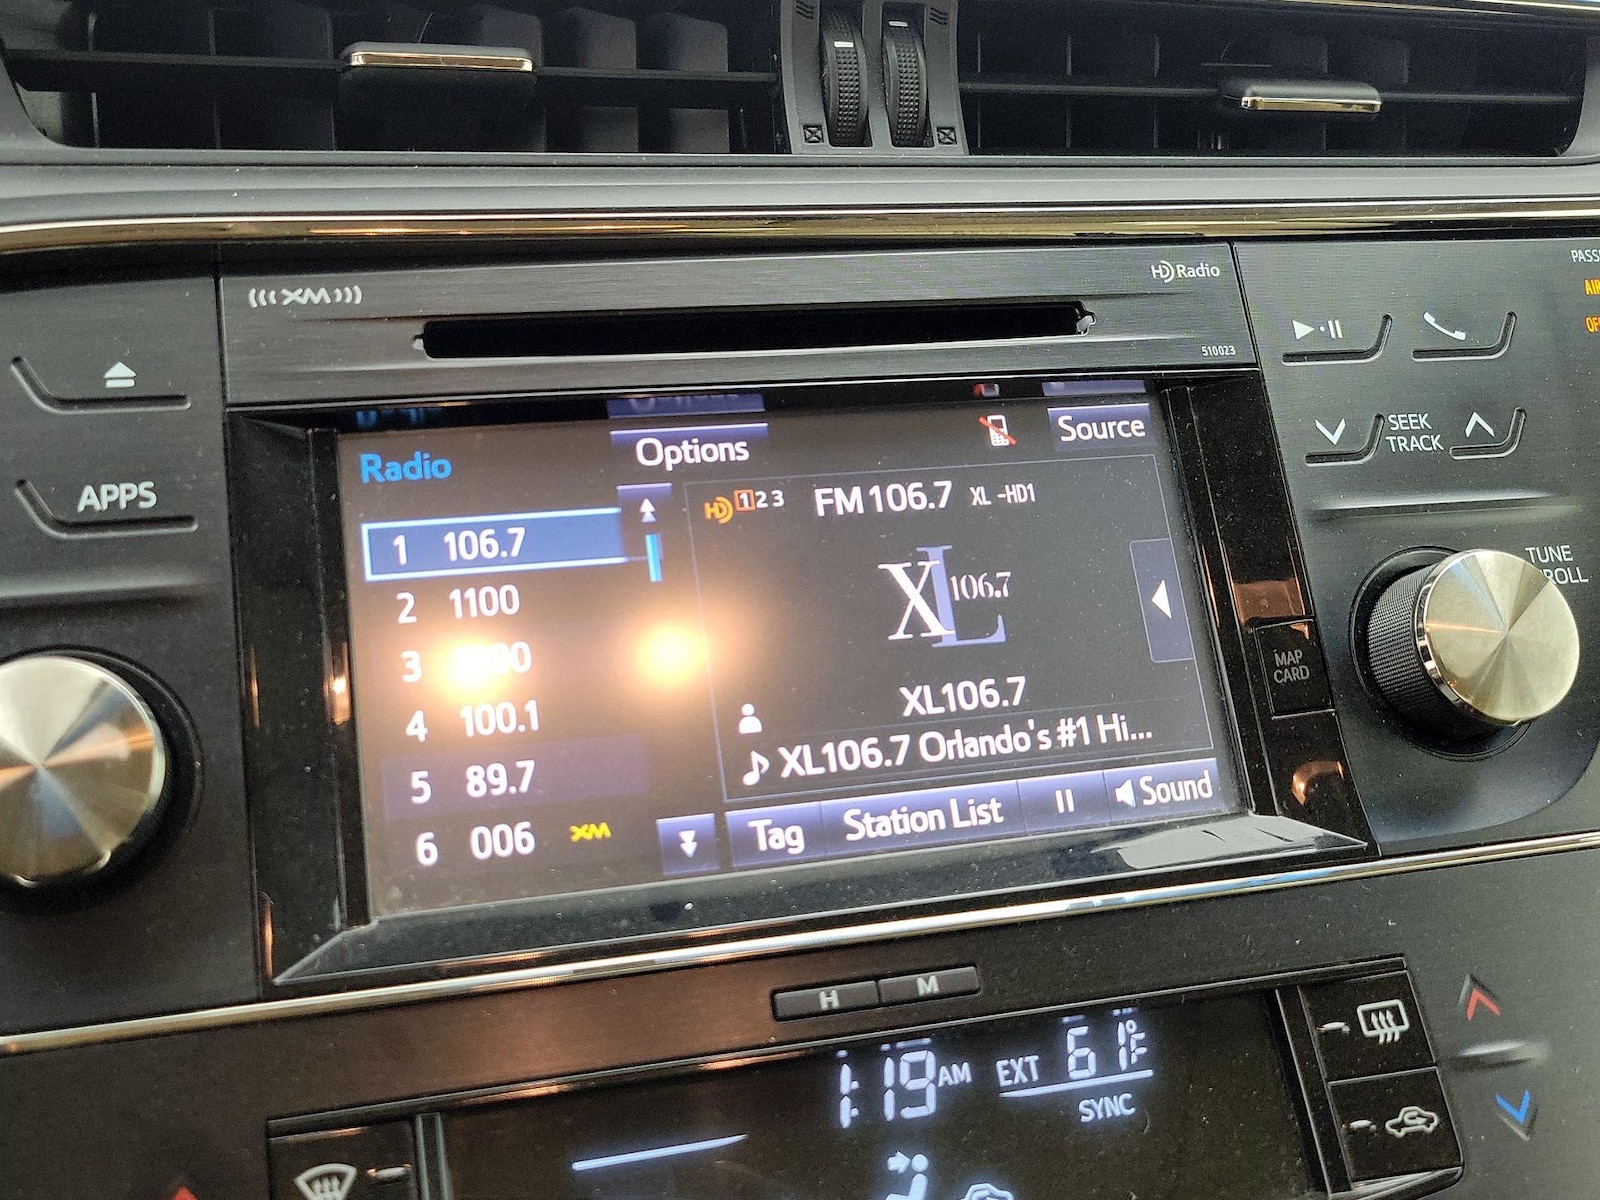 XM
HD Radio
510023
PASS
AIR
OF
SEEK
TRACK
APPS
Radio
Options
Source
HD 1 2 3
FM 106.7 XL -HD1
1 106.7
2 1100
3
4 100.1
5 89.7
6 006 XM
XL 106.7
XL106.7
XL106.7 Orlando's #1 Hi...
Tag
Station List
Sound
TUNE
MAP
CARD
H
M
1:19 AM
EXT 61°F
SYNC